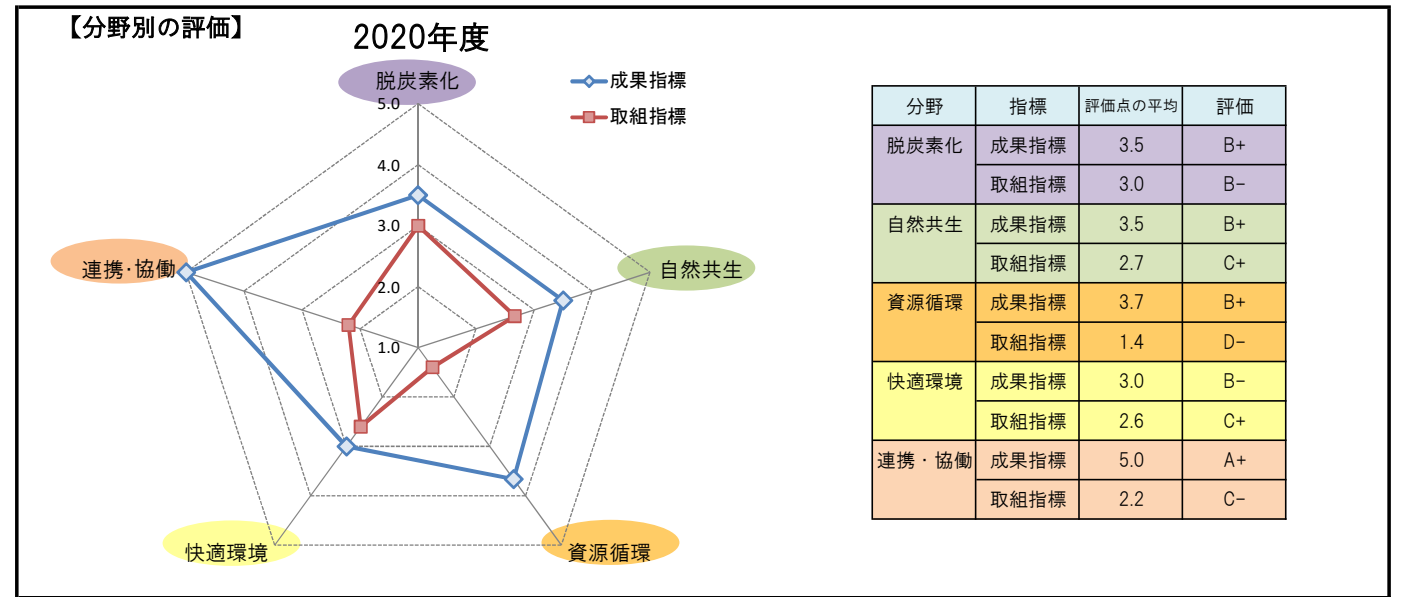 【分野別の評価】
2020年度
脱炭素化
成果指標
取組指標
5.0
4.0
3.0
2.0
1.0
連携・協働
自然共生
快適環境
資源循環
分野 指標 評価点の平均 評価
脱炭素化 成果指標 3.5 B+
取組指標 3.0 B-
自然共生 成果指標 3.5 B+
取組指標 2.7 C+
資源循環 成果指標 3.7 B+
取組指標 1.4 D-
快適環境 成果指標 3.0 B-
取組指標 2.6 C+
連携・協働 成果指標 5.0 A+
取組指標 2.2 C-